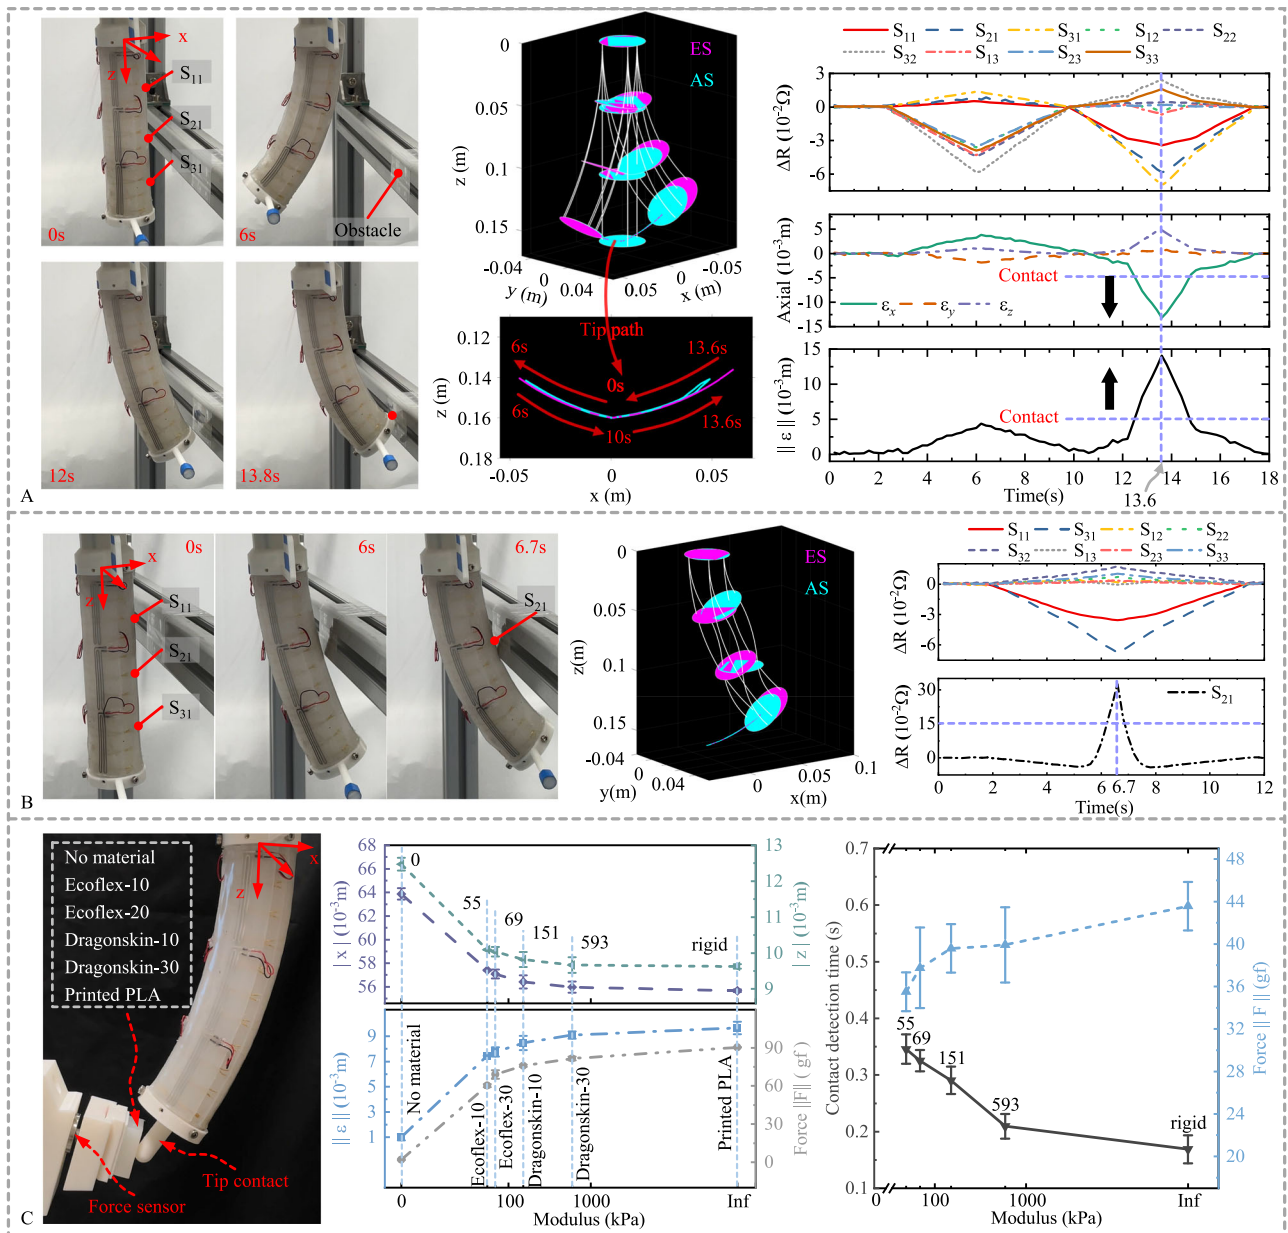 x
z
S11
S21
S31
0s
6s
Obstacle
12s
13.8s
A
0
0.05
0.1
0.15
z (m)
ES
AS
-0.04
0
0.04
y (m)
0.05
0
-0.05
x (m)
Tip path
6s
13.6s
0s
6s
10s
13.6s
0.12
0.14
0.16
0.18
z (m)
-0.05
0
0.05
x (m)
S11 S21 S31 S12 S22
S32 S13 S23 S33
3
0
-3
-6
ΔR (10-2Ω)
5
0
-5
-10
-15
Axial (10-3m)
Contact
εx εy εz
15
10
5
0
|| ε || (10-3m)
Contact
0 2 4 6 8 10 12 14 16 18
Time(s)
13.6
0s
6s
6.7s
x
z
S11
S21
S31
S21
B
0
0.05
0.1
0.15
z(m)
ES
AS
-0.04
0
0.04
y(m)
0
0.05
0.1
x(m)
S11 S31 S12 S22
S32 S13 S23 S33
0
-3
-6
ΔR (10-2Ω)
S21
30
15
0
ΔR (10-2Ω)
0 2 4 6 6.7 8 10 12
Time(s)
No material
Ecoflex-10
Ecoflex-20
Dragonskin-10
Dragonskin-30
Printed PLA
x
z
Tip contact
Force sensor
C
68
66
64
62
60
58
56
| x | (10-3m)
13
12
11
10
9
| z | (10-3m)
0
55
69
151
593
rigid
9
7
5
3
1
|| ε || (10-3m)
90
60
30
0
Force ||F|| ( gf)
No material
Ecoflex-10
Ecoflex-30
Dragonskin-10
Dragonskin-30
Printed PLA
0 100 1000 Inf
Modulus (kPa)
0.7
0.6
0.5
0.4
0.3
0.2
0.1
Contact detection time (s)
48
44
40
36
32
28
24
20
Force || F || (gf)
55
69
151
593
rigid
0 100 1000 Inf
Modulus (kPa)